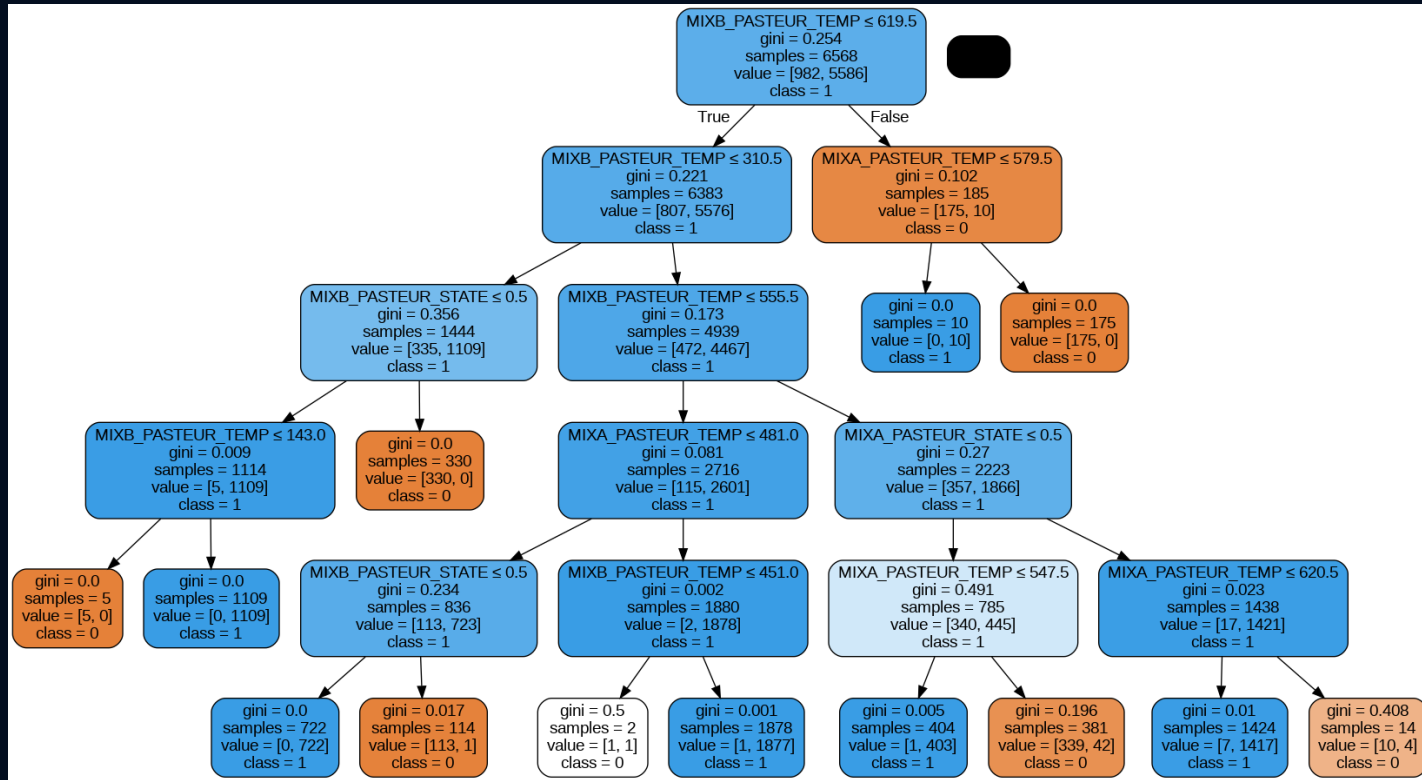 MIXB_PASTEUR_TEMP ≤ 619.5
gini = 0.254
samples = 6568
value = [982, 5586]
class = 1
True
False
MIXB_PASTEUR_TEMP ≤ 310.5
gini = 0.221
samples = 6383
value = [807, 5576]
class = 1
MIXA_PASTEUR_TEMP ≤ 579.5
gini = 0.102
samples = 185
value = [175, 10]
class = 0
MIXB_PASTEUR_STATE ≤ 0.5
gini = 0.356
samples = 1444
value = [335, 1109]
class = 1
MIXB_PASTEUR_TEMP ≤ 555.5
gini = 0.173
samples = 4939
value = [472, 4467]
class = 1
gini = 0.0
samples = 10
value = [0, 10]
class = 1
gini = 0.0
samples = 175
value = [175, 0]
class = 0
MIXB_PASTEUR_TEMP ≤ 143.0
gini = 0.009
samples = 1114
value = [5, 1109]
class = 1
gini = 0.0
samples = 330
value = [330, 0]
class = 0
MIXA_PASTEUR_TEMP ≤ 481.0
gini = 0.081
samples = 2716
value = [115, 2601]
class = 1
MIXA_PASTEUR_STATE ≤ 0.5
gini = 0.27
samples = 2223
value = [357, 1866]
class = 1
gini = 0.0
samples = 5
value = [5, 0]
class = 0
gini = 0.0
samples = 1109
value = [0, 1109]
class = 1
MIXB_PASTEUR_STATE ≤ 0.5
gini = 0.234
samples = 836
value = [113, 723]
class = 1
MIXB_PASTEUR_TEMP ≤ 451.0
gini = 0.002
samples = 1880
value = [2, 1878]
class = 1
MIXA_PASTEUR_TEMP ≤ 547.5
gini = 0.491
samples = 785
value = [340, 445]
class = 1
MIXA_PASTEUR_TEMP ≤ 620.5
gini = 0.023
samples = 1438
value = [17, 1421]
class = 1
gini = 0.0
samples = 722
value = [0, 722]
class = 1
gini = 0.017
samples = 114
value = [113, 1]
class = 0
gini = 0.5
samples = 2
value = [1, 1]
class = 0
gini = 0.001
samples = 1878
value = [1, 1877]
class = 1
gini = 0.005
samples = 404
value = [1, 403]
class = 1
gini = 0.196
samples = 381
value = [339, 42]
class = 0
gini = 0.01
samples = 1424
value = [7, 1417]
class = 1
gini = 0.408
samples = 14
value = [10, 4]
class = 0